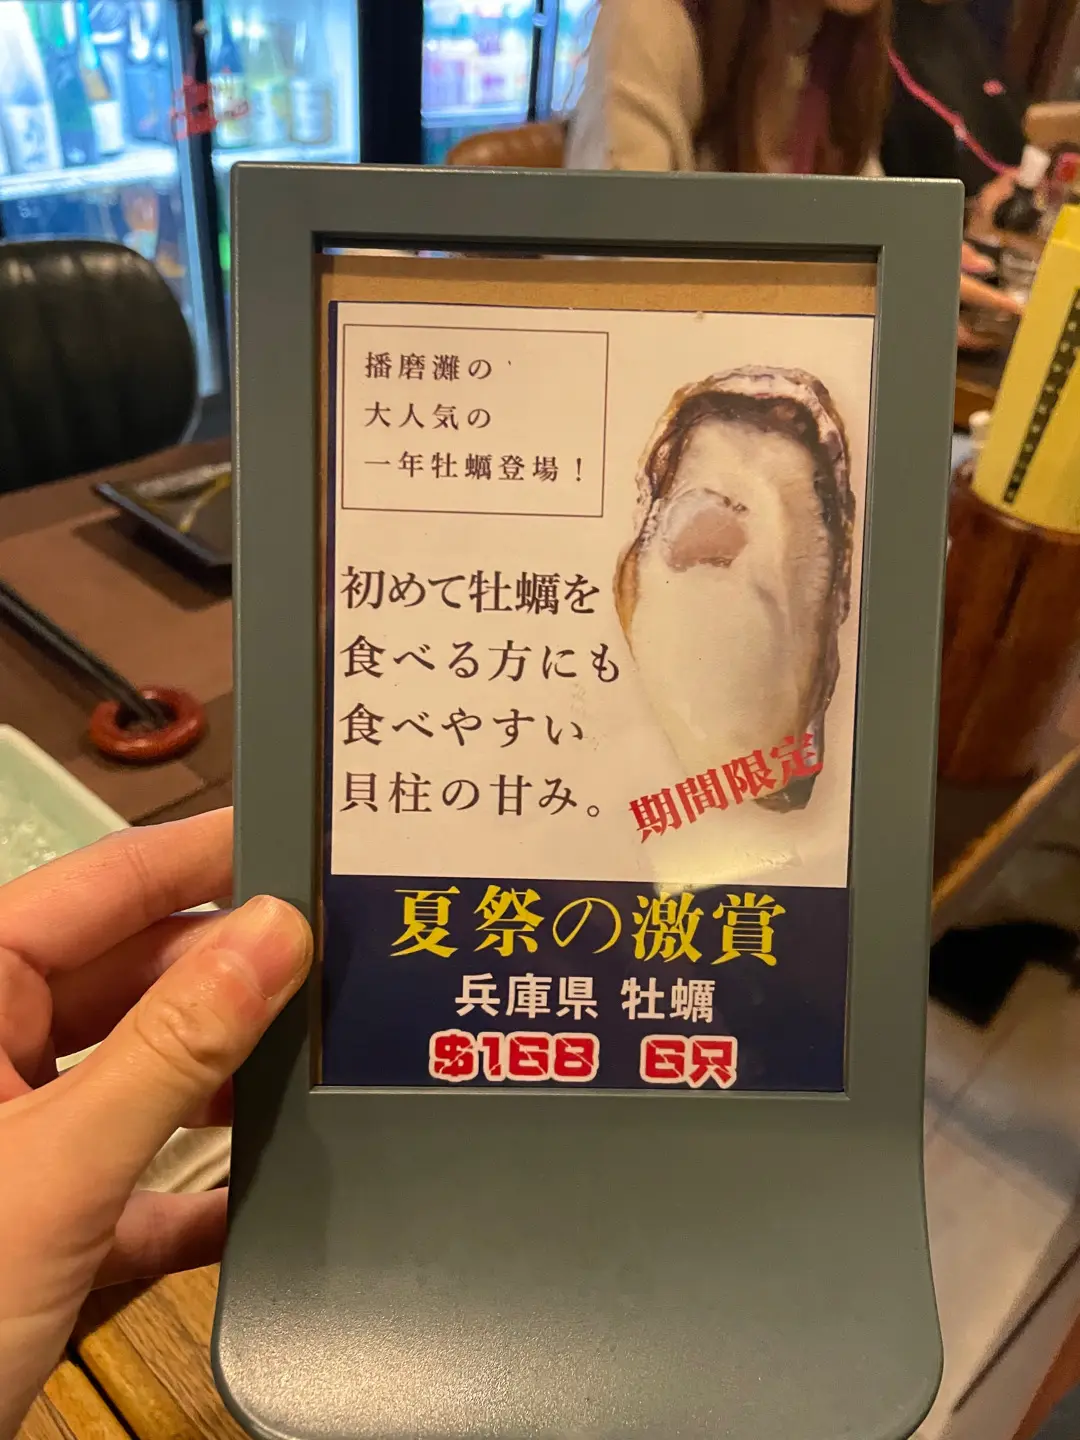 播磨灘の
大人気の
一年牡蠣登場！
初めて牡蠣を
食べる方にも
食べやすい
貝柱の甘み。
期間限定
夏祭の激賞
兵庫県 牡蠣
$168 6只